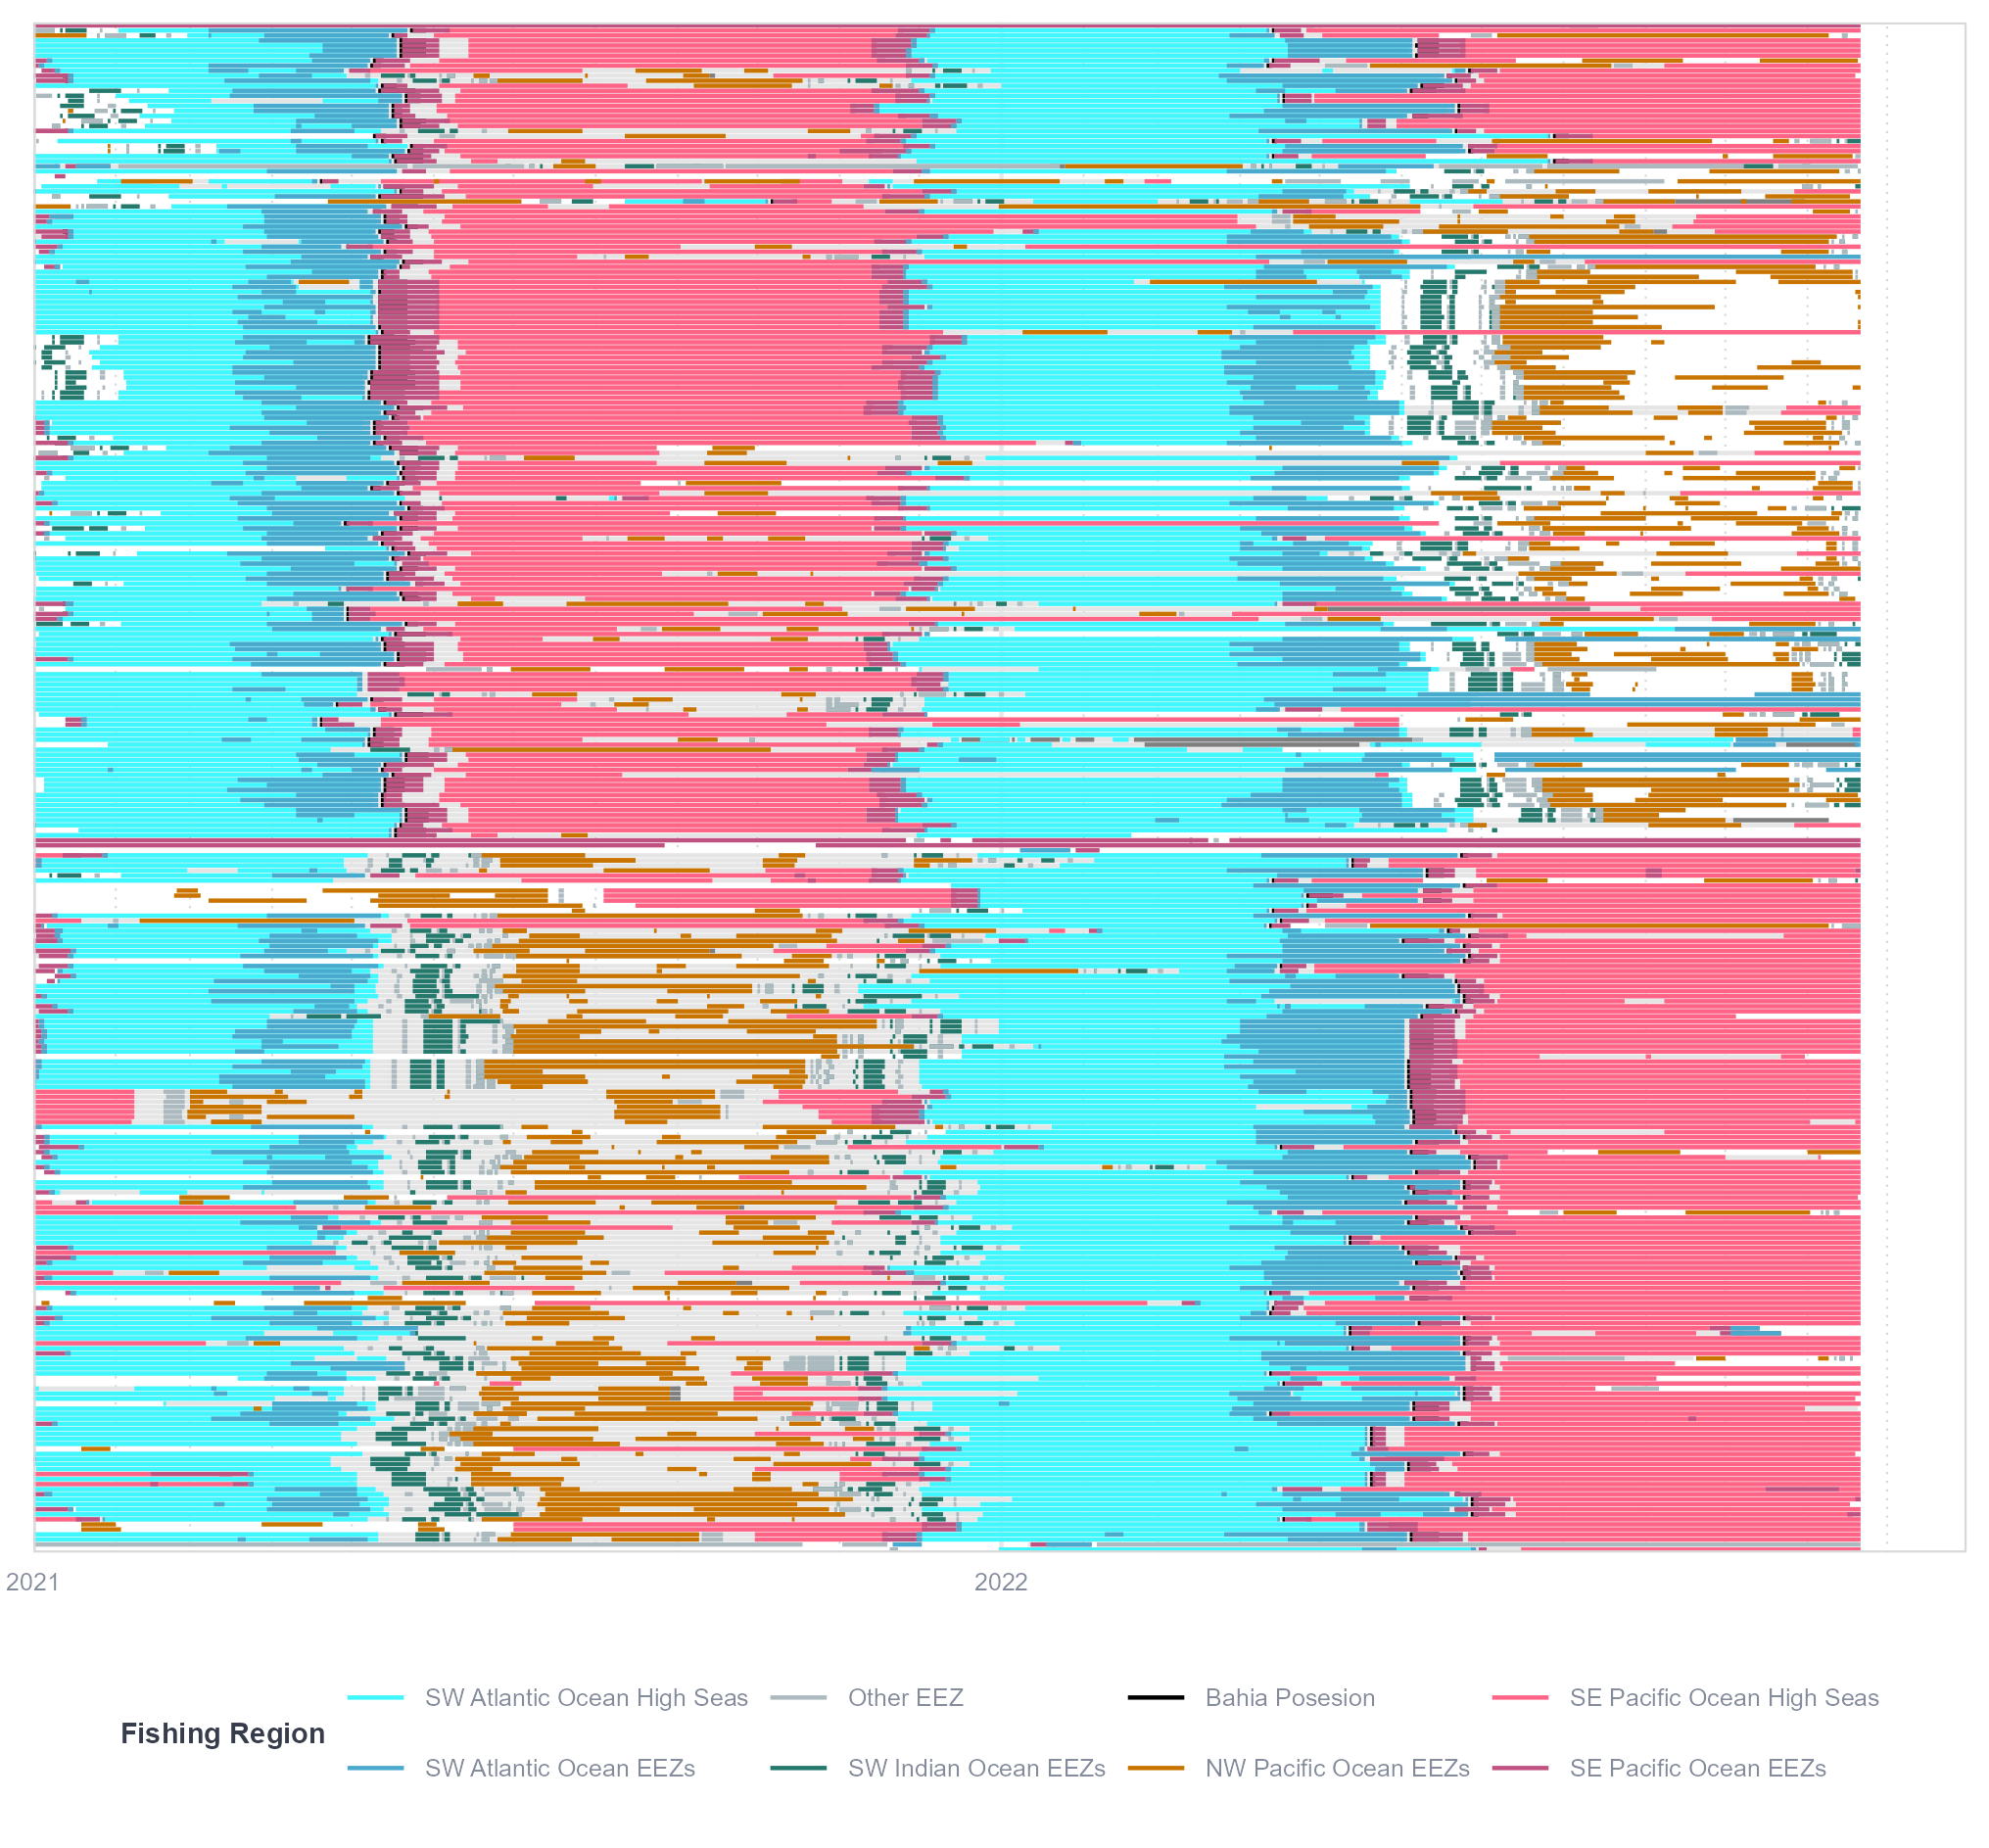 2021 2022
SW Atlantic Ocean High Seas Other EEZ Bahia Posesion SE Pacific Ocean High Seas
Fishing Region
SW Atlantic Ocean EEZs SW Indian Ocean EEZs NW Pacific Ocean EEZs SE Pacific Ocean EEZs